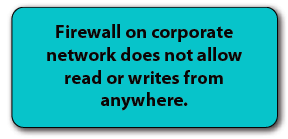 Firewall on corporate
network does not allow
read or writes from
anywhere.